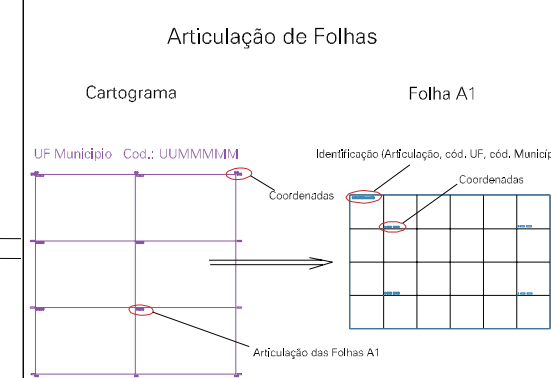 Articulação de Folhas
Cartograma
Folha A1
UF Municipio Cod.: UUMMMMM
Identificação (Articulação, cód. UF, cód. Municíp
Coordenadas
Coordenadas
Articulação das Folhas A1